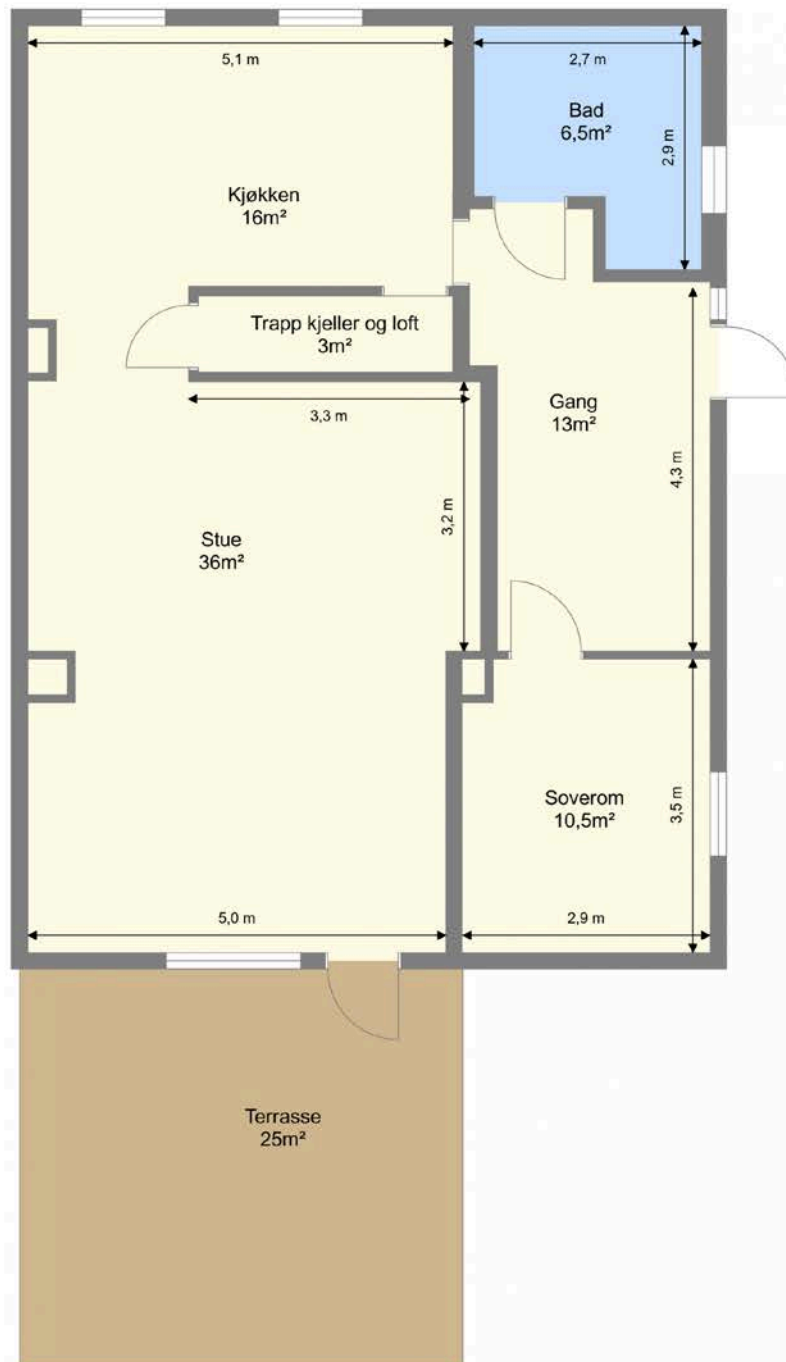 5,1 m
2,7 m
Bad
6,5m²
2,9 m
Kjøkken
16m²
Trapp kjeller og loft
3m²
3,3 m
Gang
13m²
4,3 m
3,2 m
Stue
36m²
Soverom
10,5m²
3,5 m
5,0 m
2,9 m
Terrasse
25m²